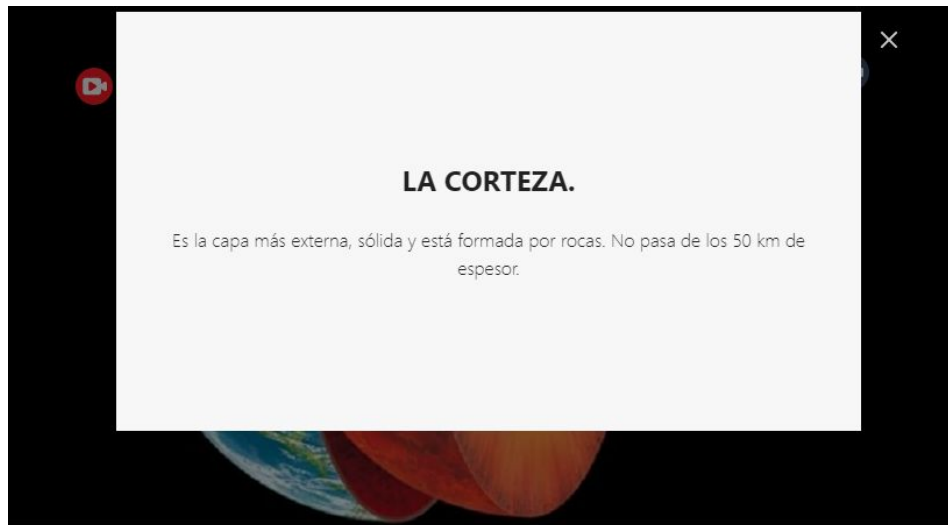 LA CORTEZA.
Es la capa más externa, sólida y está formada por rocas. No pasa de los 50 km de
espesor.